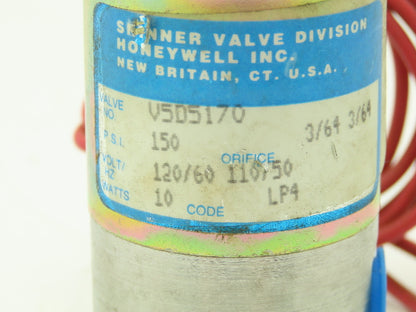 SKINNER VALVE DIVISION
HONEYWELL INC.
NEW BRITAIN, CT. U.S.A.
VALVE NO. V5D5170
P.S.I. 150 ORIFICE 3/64 3/64
VOLT/HZ 120/60 110/50
WATTS 10 CODE LP4